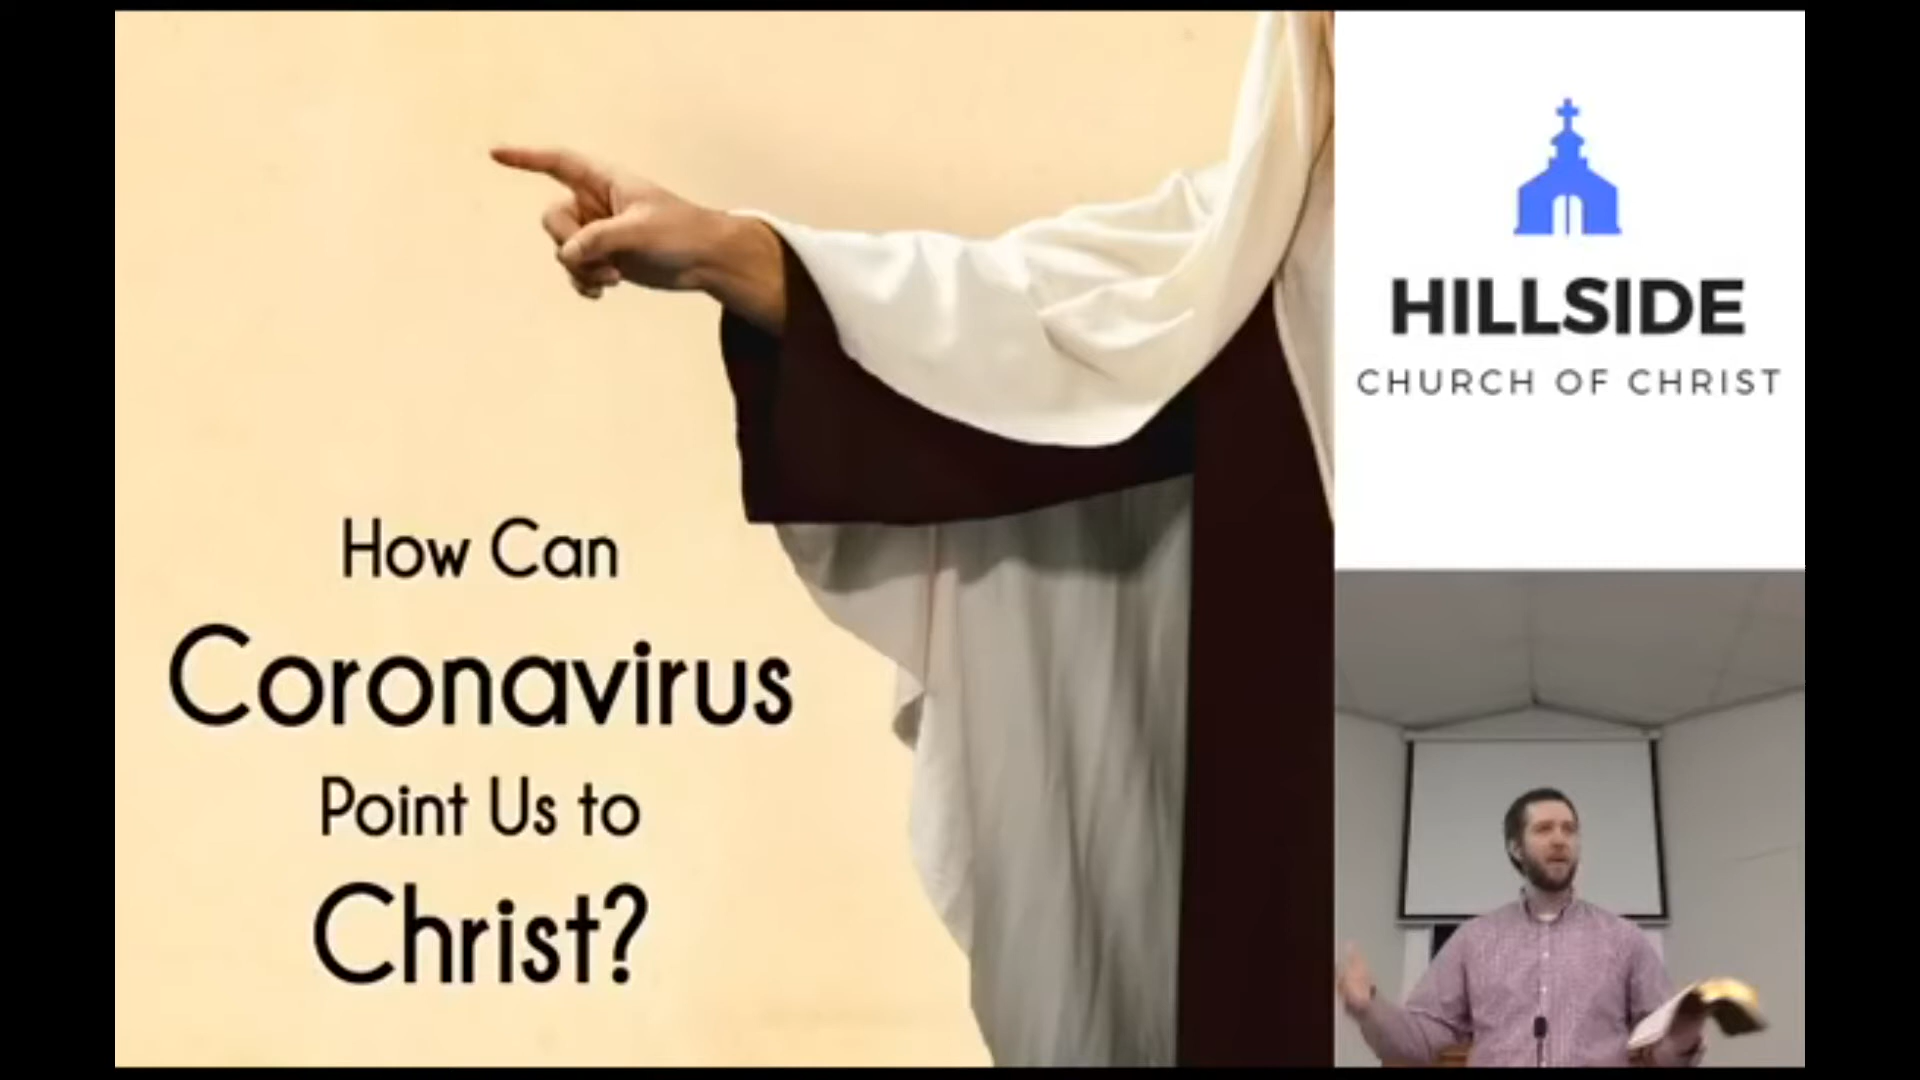 How Can
Coronavirus
Point Us to
Christ?
HILLSIDE
CHURCH OF CHRIST